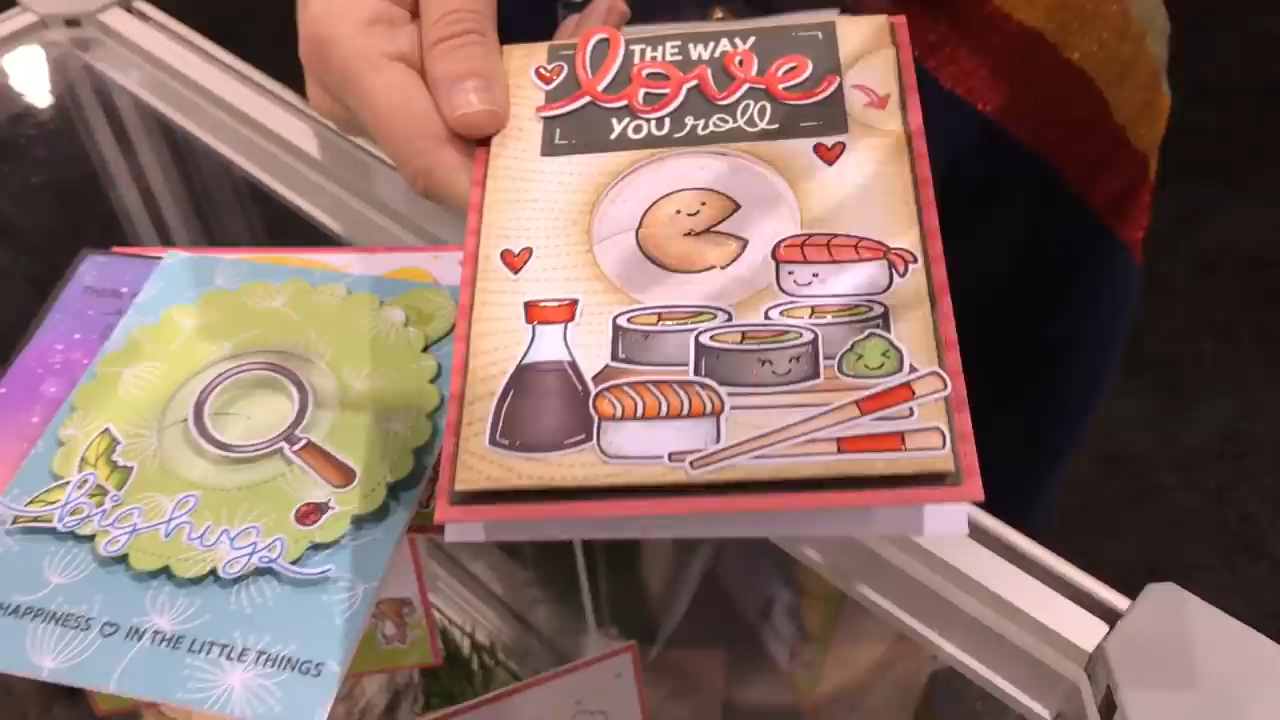 THE WAY
love
YOU roll
big hugs
HAPPINESS IN THE LITTLE THINGS